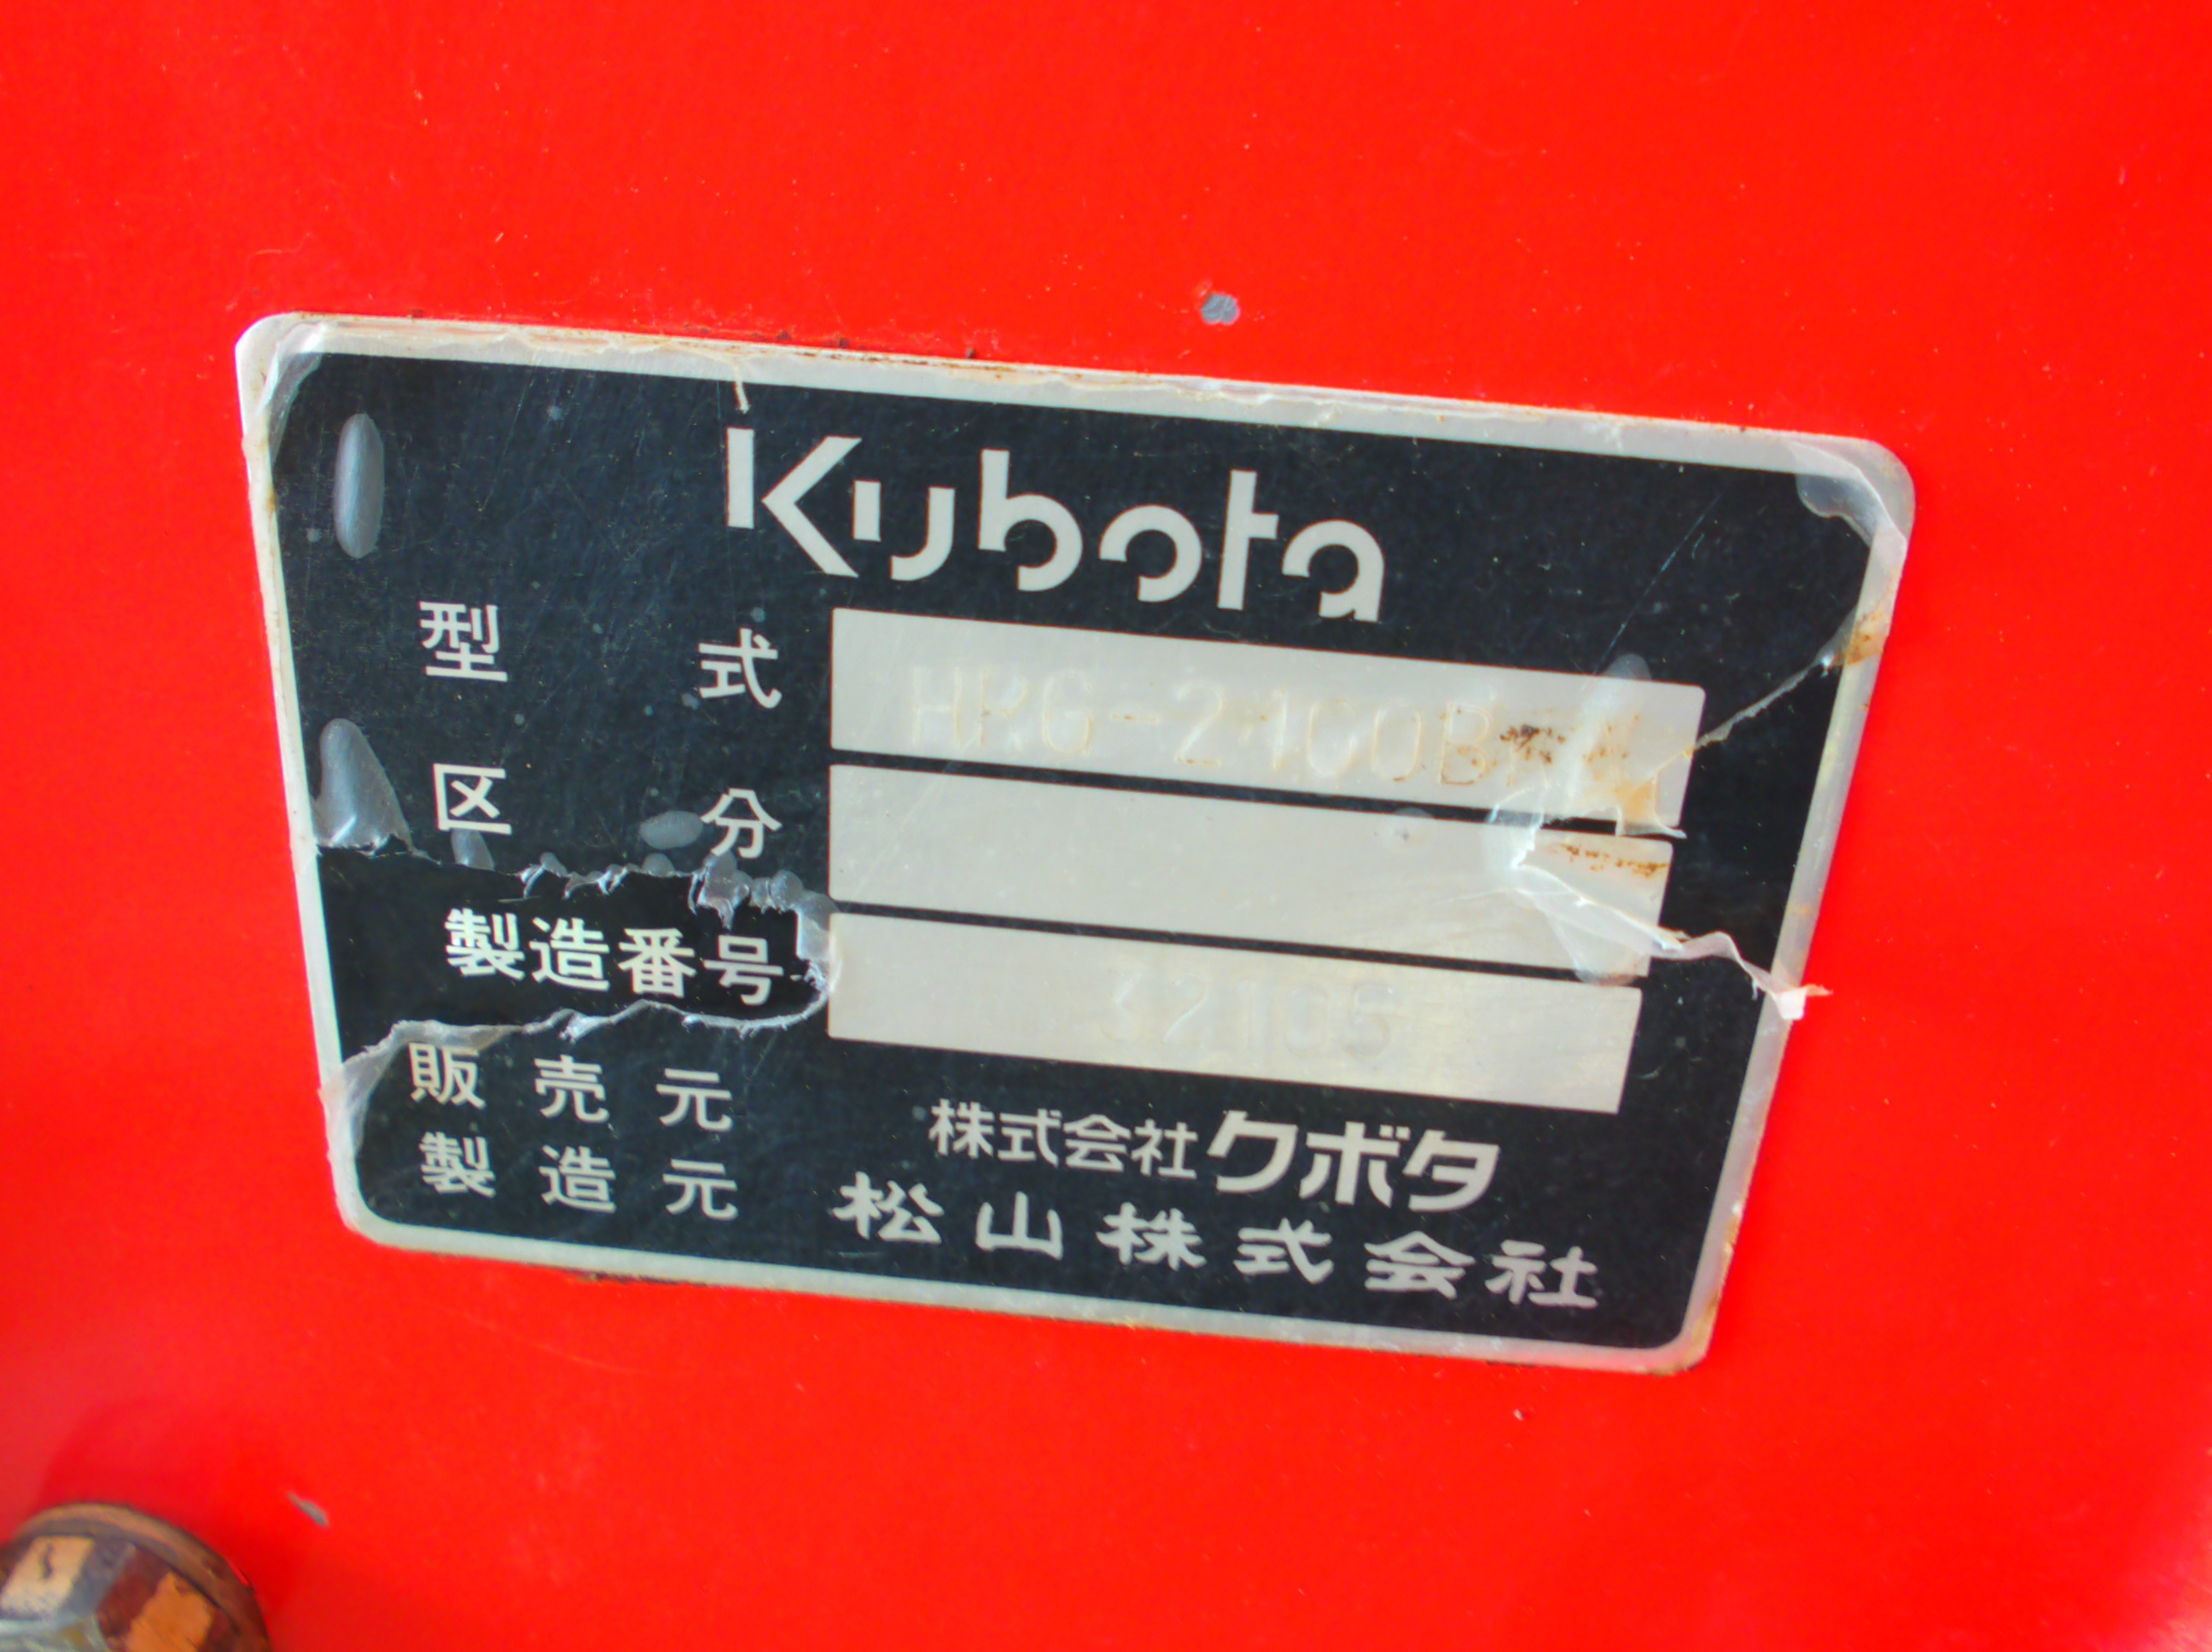 Kubota
型式
区分
製造番号 32105
販売元 株式会社クボタ
製造元 松山株式会社